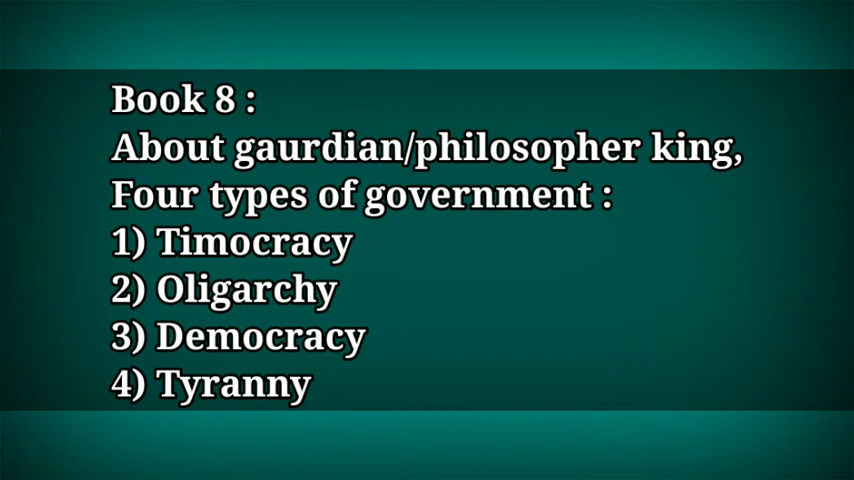 Book 8 :
About gaurdian/philosopher king,
Four types of government :
1) Timocracy
2) Oligarchy
3) Democracy
4) Tyranny